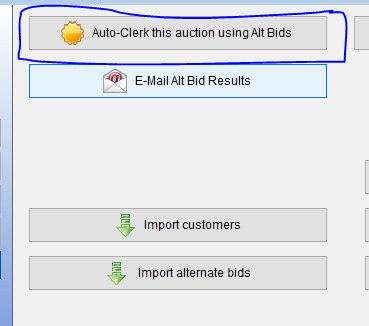 Auto-Clerk this auction using Alt Bids
E-Mail Alt Bid Results
Import customers
Import alternate bids